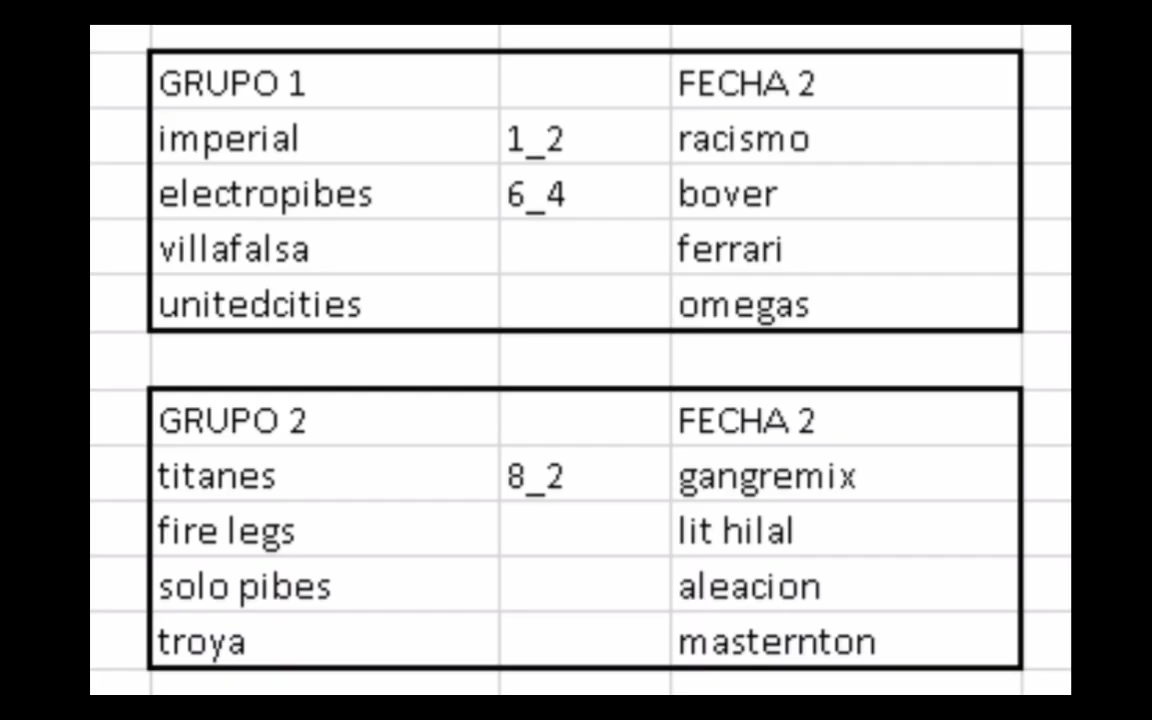 GRUPO 1 FECHA 2
imperial 1_2 racismo
electropibes 6_4 bover
villafalsa ferrari
unitedcities omegas
GRUPO 2 FECHA 2
titanes 8_2 gangremix
fire legs lit hilal
solo pibes aleacion
troya masternton